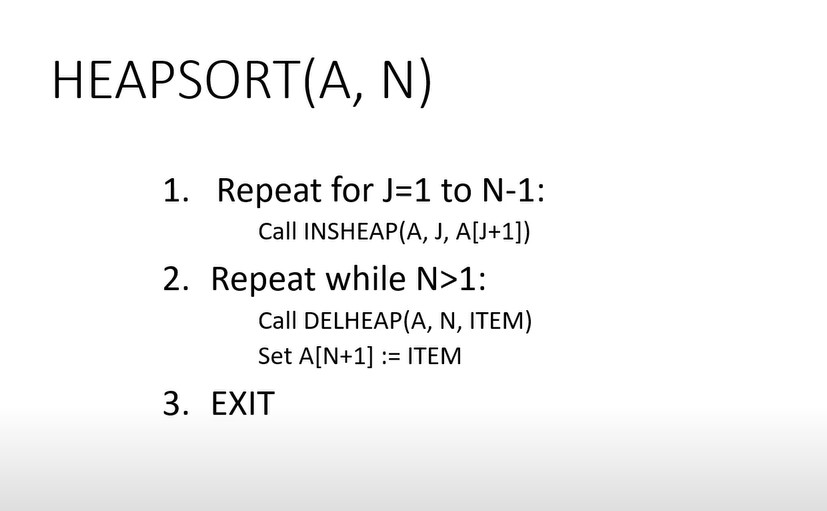 HEAPSORT(A, N)
1. Repeat for J=1 to N-1:
Call INSHEAP(A, J, A[J+1])
2. Repeat while N>1:
Call DELHEAP(A, N, ITEM)
Set A[N+1] := ITEM
3. EXIT